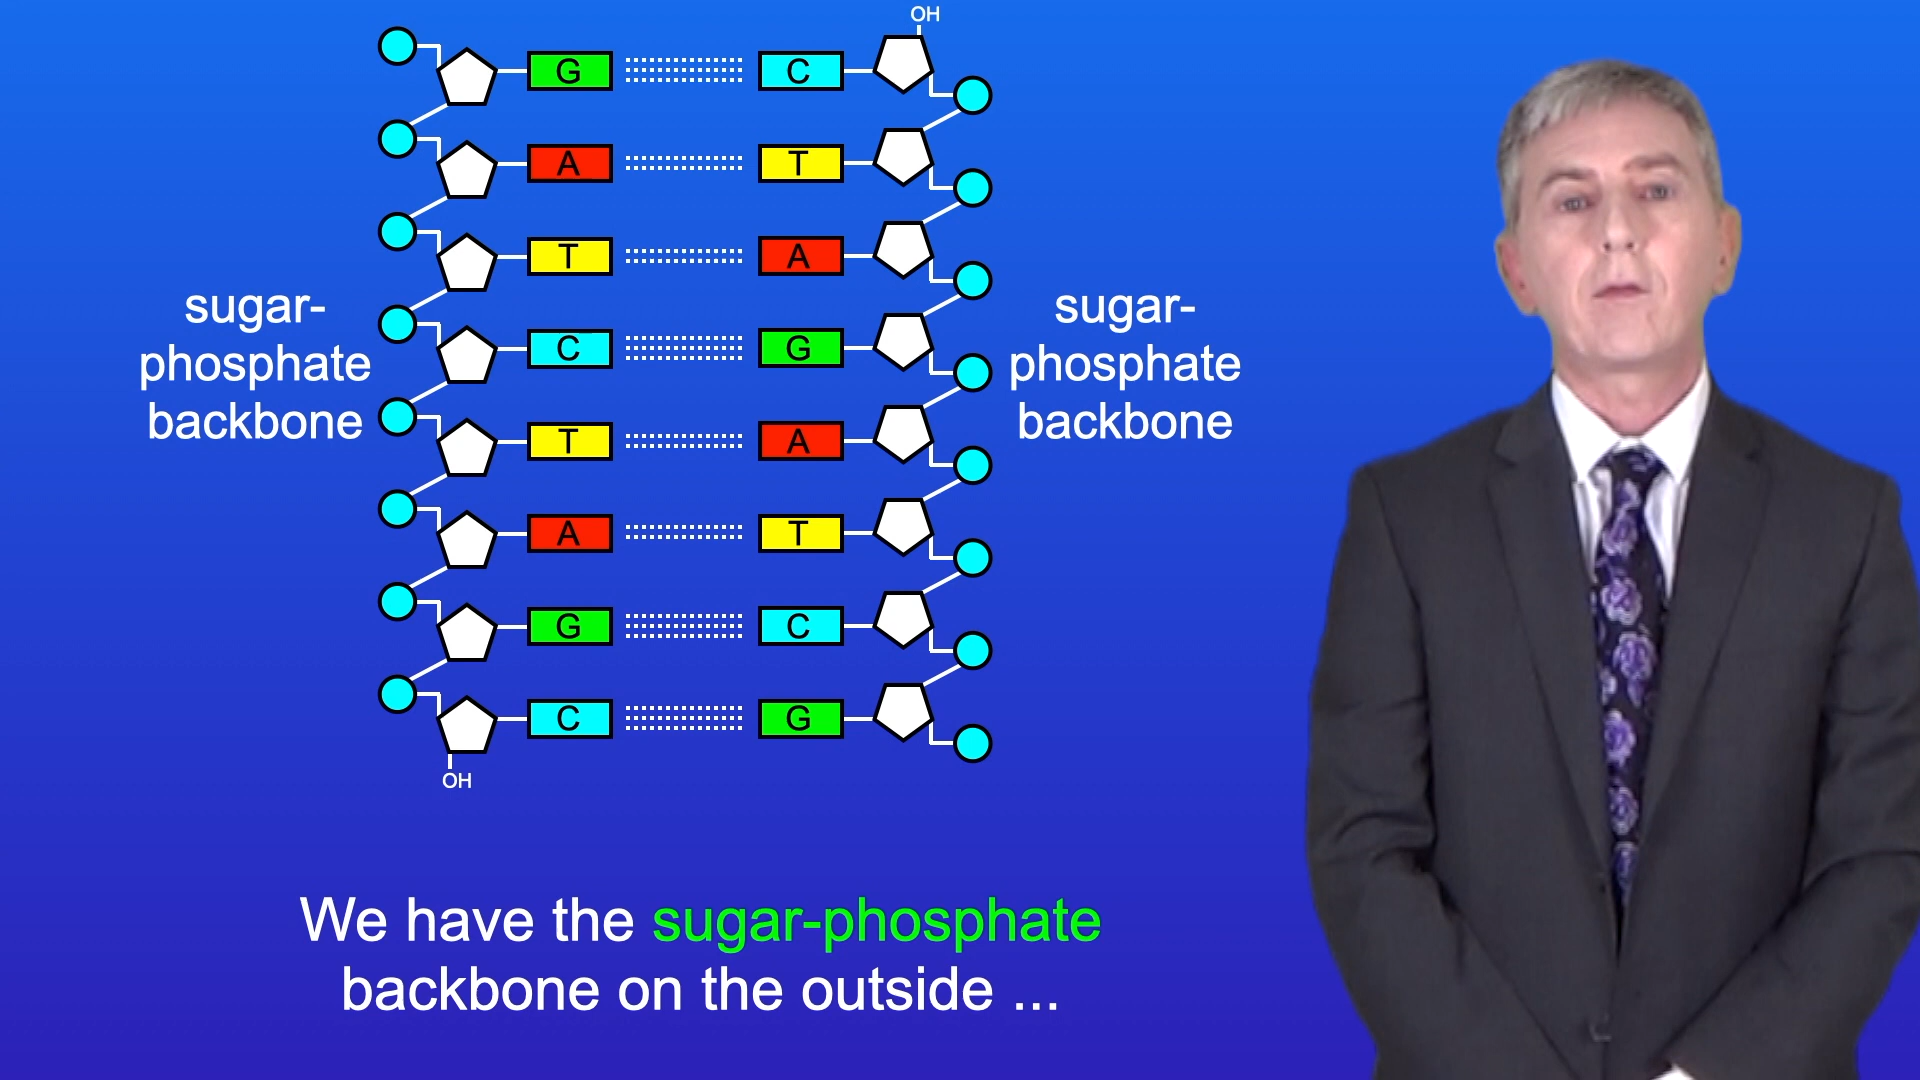 OH
G C
A T
T A
sugar-
phosphate
backbone
sugar-
phosphate
backbone
C G
T A
A T
G C
C G
OH
We have the sugar-phosphate
backbone on the outside ...